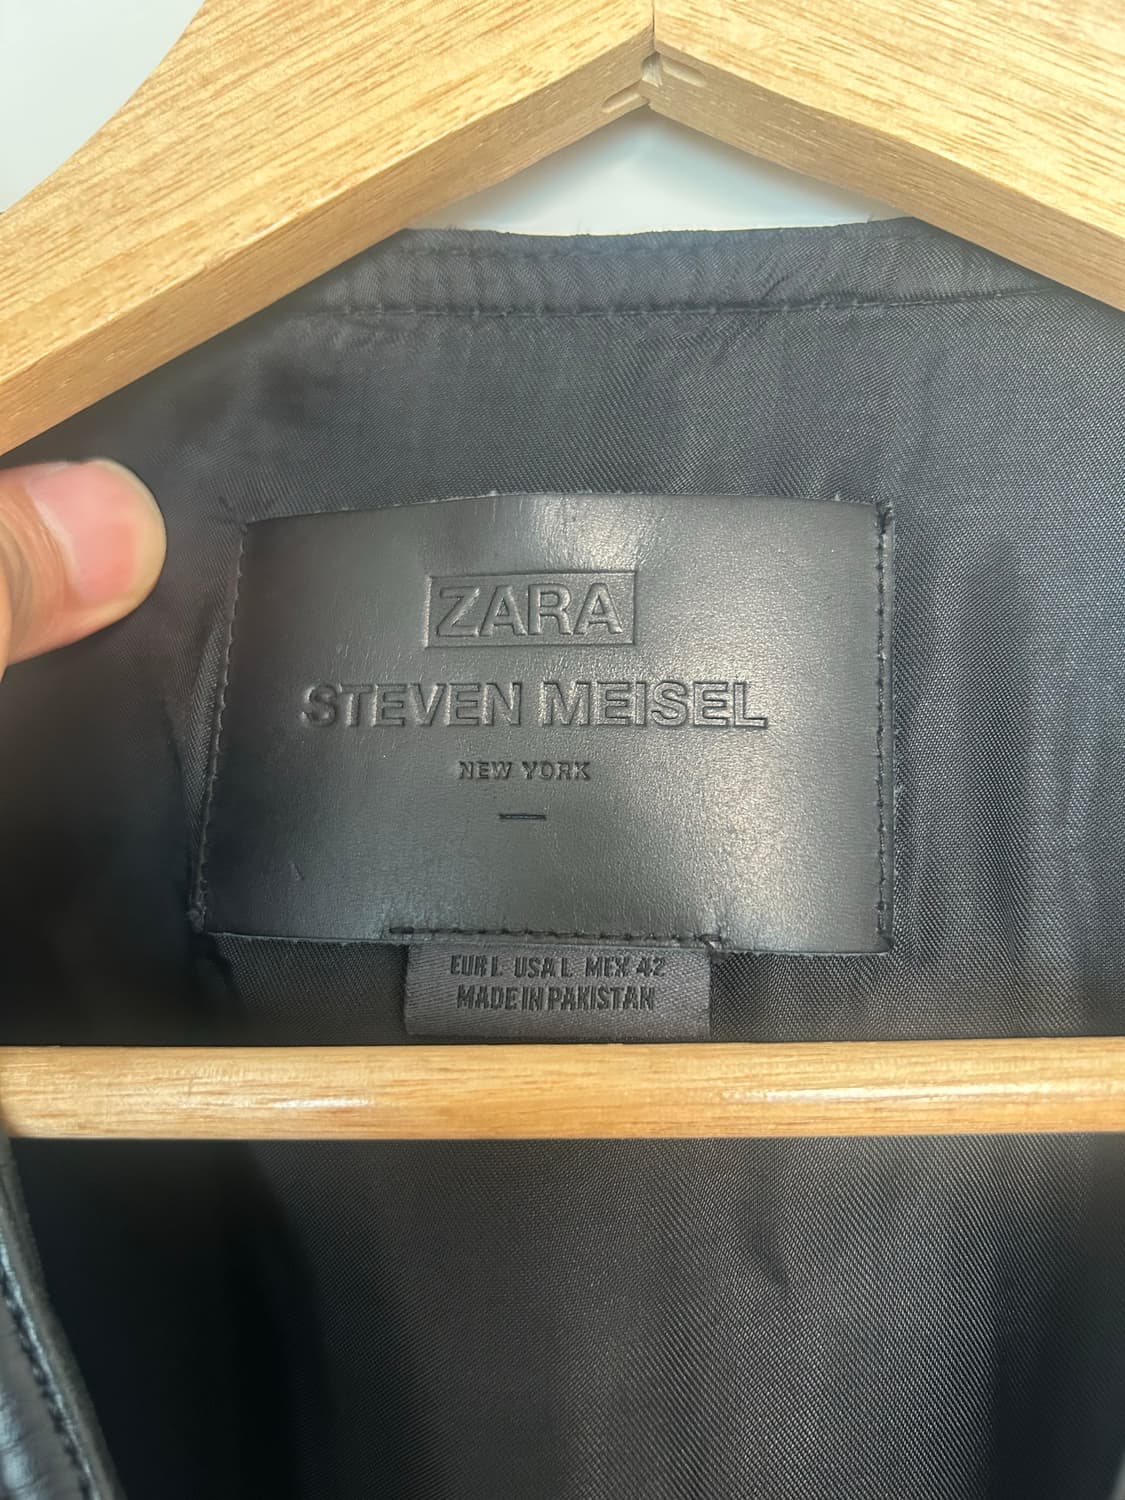 ZARA
STEVEN MEISEL
NEW YORK
EUR L USA L MEX 42
MADE IN PAKISTAN